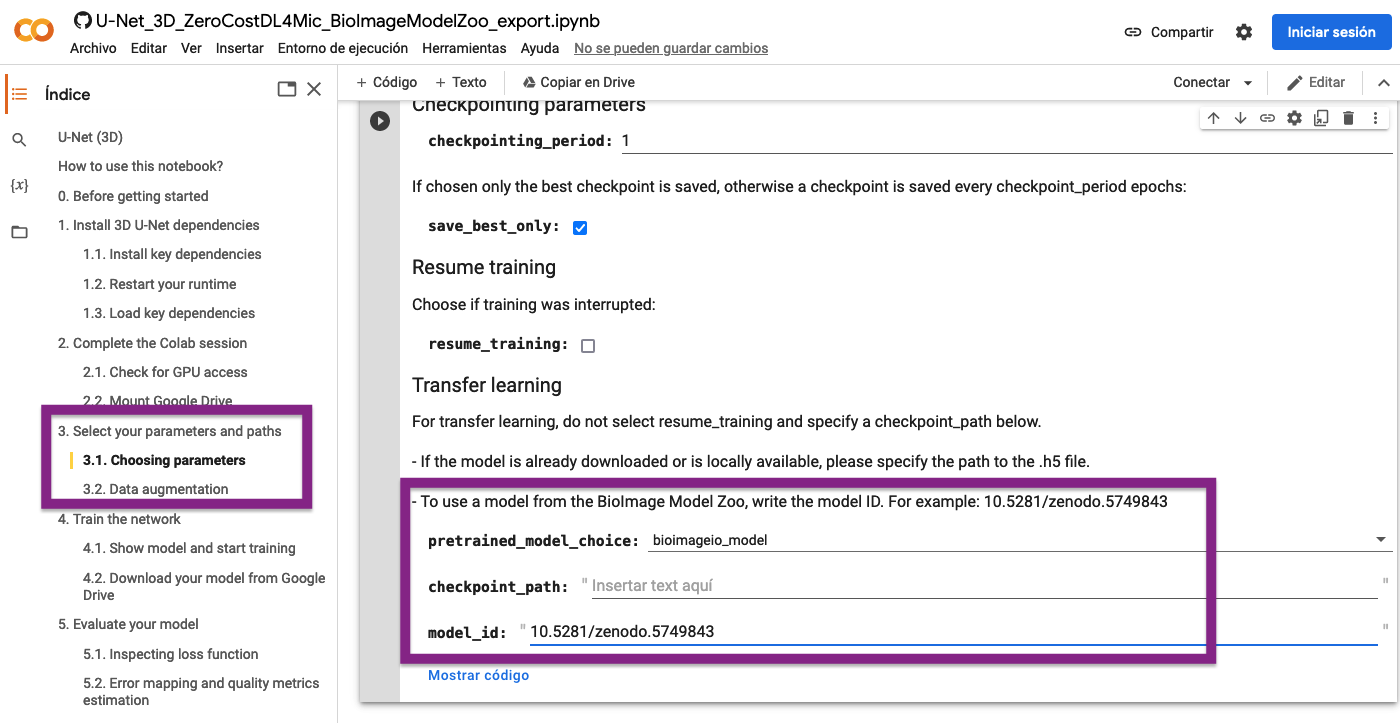 U-Net_3D_ZeroCostDL4Mic_BioImageModelZoo_export.ipynb
Archivo Editar Ver Insertar Entorno de ejecución Herramientas Ayuda No se pueden guardar cambios
Compartir
Iniciar sesión
+ Código + Texto Copiar en Drive
Conectar
Editar
Índice
U-Net (3D)
How to use this notebook?
0. Before getting started
1. Install 3D U-Net dependencies
1.1. Install key dependencies
1.2. Restart your runtime
1.3. Load key dependencies
2. Complete the Colab session
2.1. Check for GPU access
2.2. Mount Google Drive
3. Select your parameters and paths
3.1. Choosing parameters
3.2. Data augmentation
4. Train the network
4.1. Show model and start training
4.2. Download your model from Google
Drive
5. Evaluate your model
5.1. Inspecting loss function
5.2. Error mapping and quality metrics
estimation
{x}
Checkpointing parameters
checkpointing_period: 1
If chosen only the best checkpoint is saved, otherwise a checkpoint is saved every checkpoint_period epochs:
save_best_only:
Resume training
Choose if training was interrupted:
resume_training:
Transfer learning
For transfer learning, do not select resume_training and specify a checkpoint_path below.
- If the model is already downloaded or is locally available, please specify the path to the .h5 file.
- To use a model from the BioImage Model Zoo, write the model ID. For example: 10.5281/zenodo.5749843
pretrained_model_choice: bioimageio_model
checkpoint_path: " Insertar text aquí "
model_id: " 10.5281/zenodo.5749843 "
Mostrar código